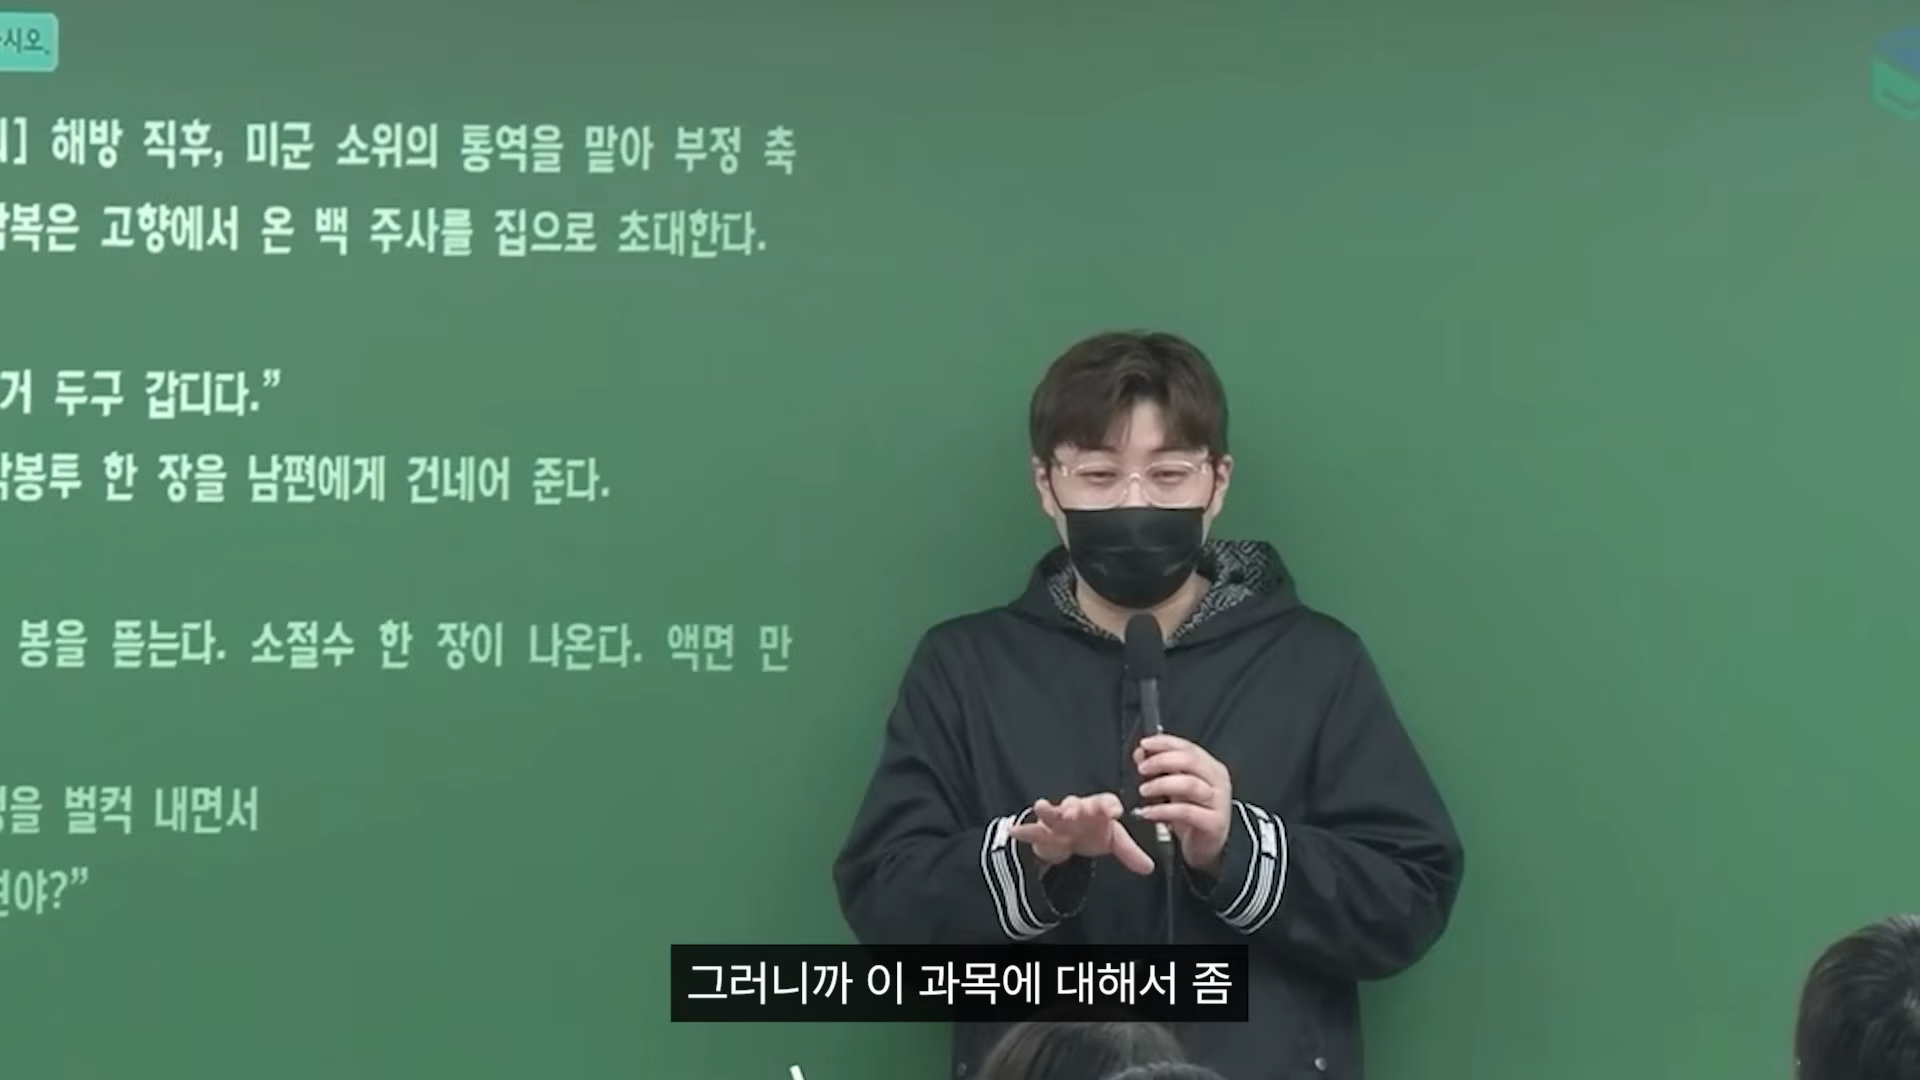 시오.
해방 직후, 미군 소위의 통역을 맡아 부정 축
복은 고향에서 온 백 주사를 집으로 초대한다.
거 두구 갑디다.”
봉투 한 장을 남편에게 건네어 준다.
봉을 뜯는다. 소절수 한 장이 나온다. 액면 만
을 벌컥 내면서
야?”
그러니까 이 과목에 대해서 좀